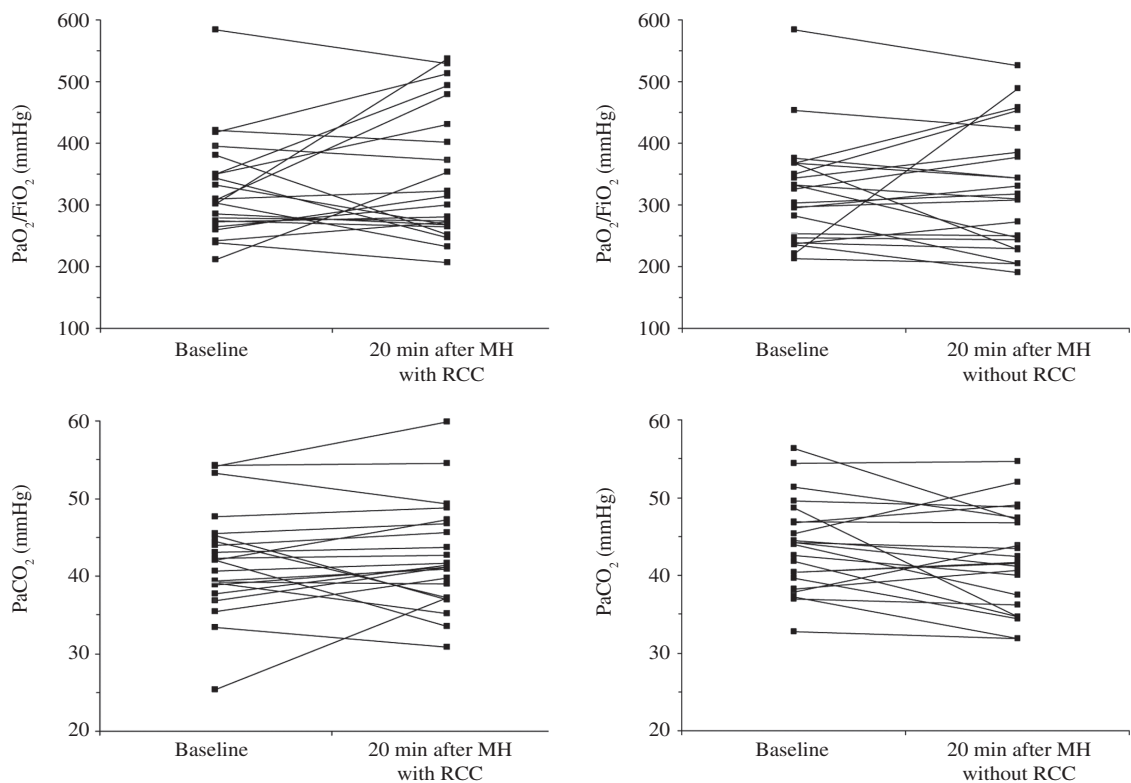 PaO₂/FiO₂ (mmHg)
600
500
400
300
200
100
Baseline
20 min after MH
with RCC
PaO₂/FiO₂ (mmHg)
600
500
400
300
200
100
Baseline
20 min after MH
without RCC
PaCO₂ (mmHg)
60
50
40
30
20
Baseline
20 min after MH
with RCC
PaCO₂ (mmHg)
60
50
40
30
20
Baseline
20 min after MH
without RCC